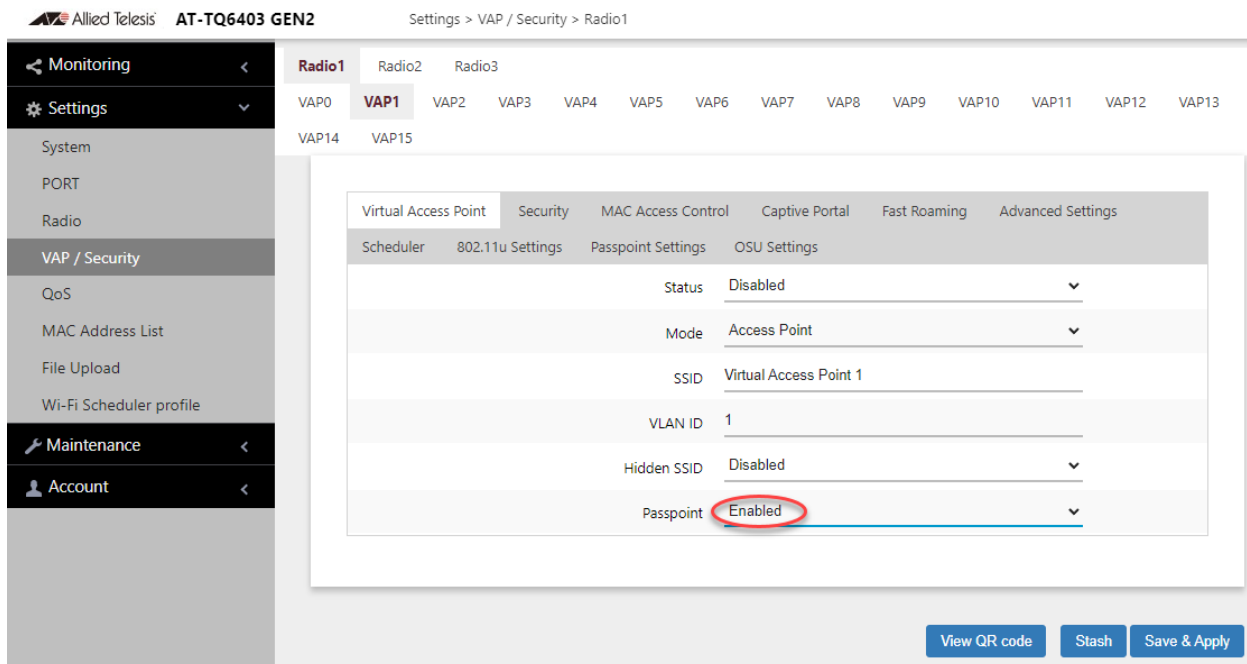 Allied Telesis AT-TQ6403 GEN2 Settings > VAP / Security > Radio1
Monitoring
Settings
System
PORT
Radio
VAP / Security
QoS
MAC Address List
File Upload
Wi-Fi Scheduler profile
Maintenance
Account
Radio1 Radio2 Radio3
VAP0 VAP1 VAP2 VAP3 VAP4 VAP5 VAP6 VAP7 VAP8 VAP9 VAP10 VAP11 VAP12 VAP13
VAP14 VAP15
Virtual Access Point Security MAC Access Control Captive Portal Fast Roaming Advanced Settings
Scheduler 802.11u Settings Passpoint Settings OSU Settings
Status Disabled
Mode Access Point
SSID Virtual Access Point 1
VLAN ID 1
Hidden SSID Disabled
Passpoint Enabled
View QR code Stash Save & Apply